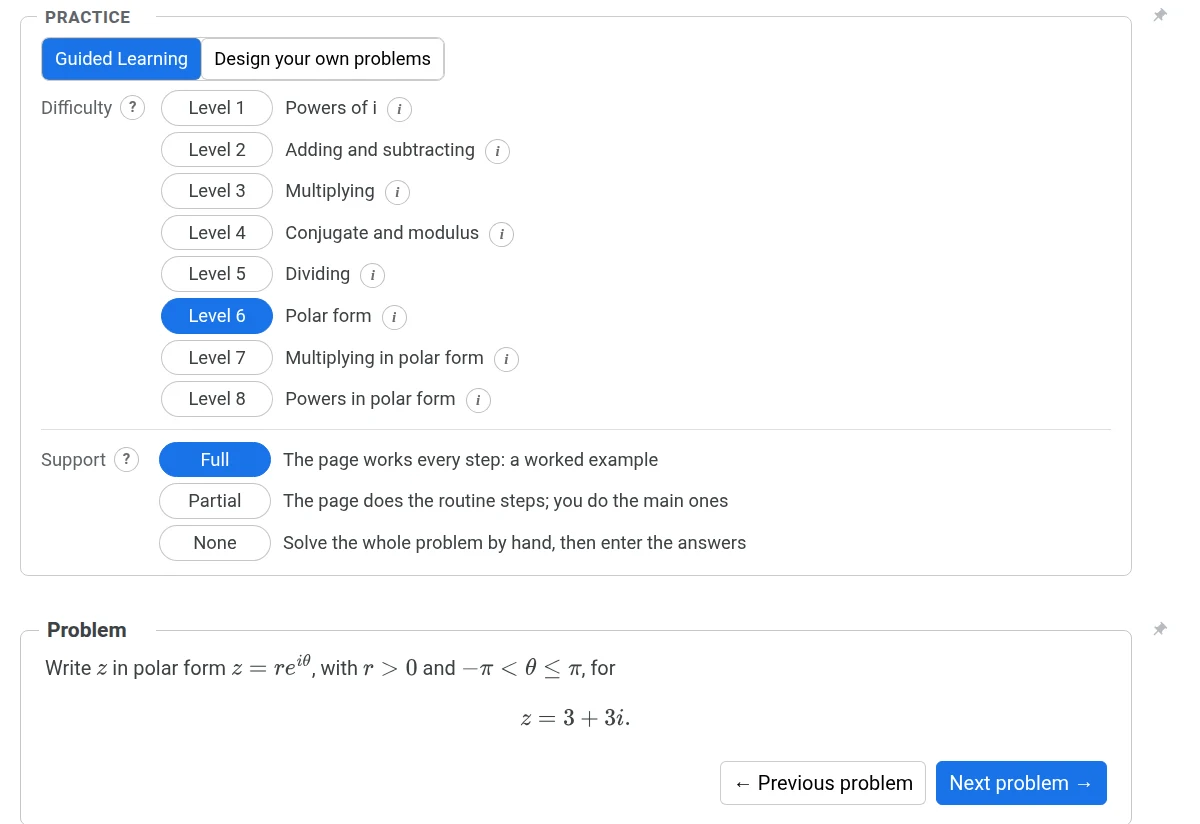 PRACTICE
Guided Learning Design your own problems
Difficulty ? Level 1 Powers of i i
Level 2 Adding and subtracting i
Level 3 Multiplying i
Level 4 Conjugate and modulus i
Level 5 Dividing i
Level 6 Polar form i
Level 7 Multiplying in polar form i
Level 8 Powers in polar form i
Support ? Full The page works every step: a worked example
Partial The page does the routine steps; you do the main ones
None Solve the whole problem by hand, then enter the answers
Problem
Write z in polar form z = re^{iθ}, with r > 0 and −π < θ ≤ π, for
z = 3 + 3i.
← Previous problem Next problem →